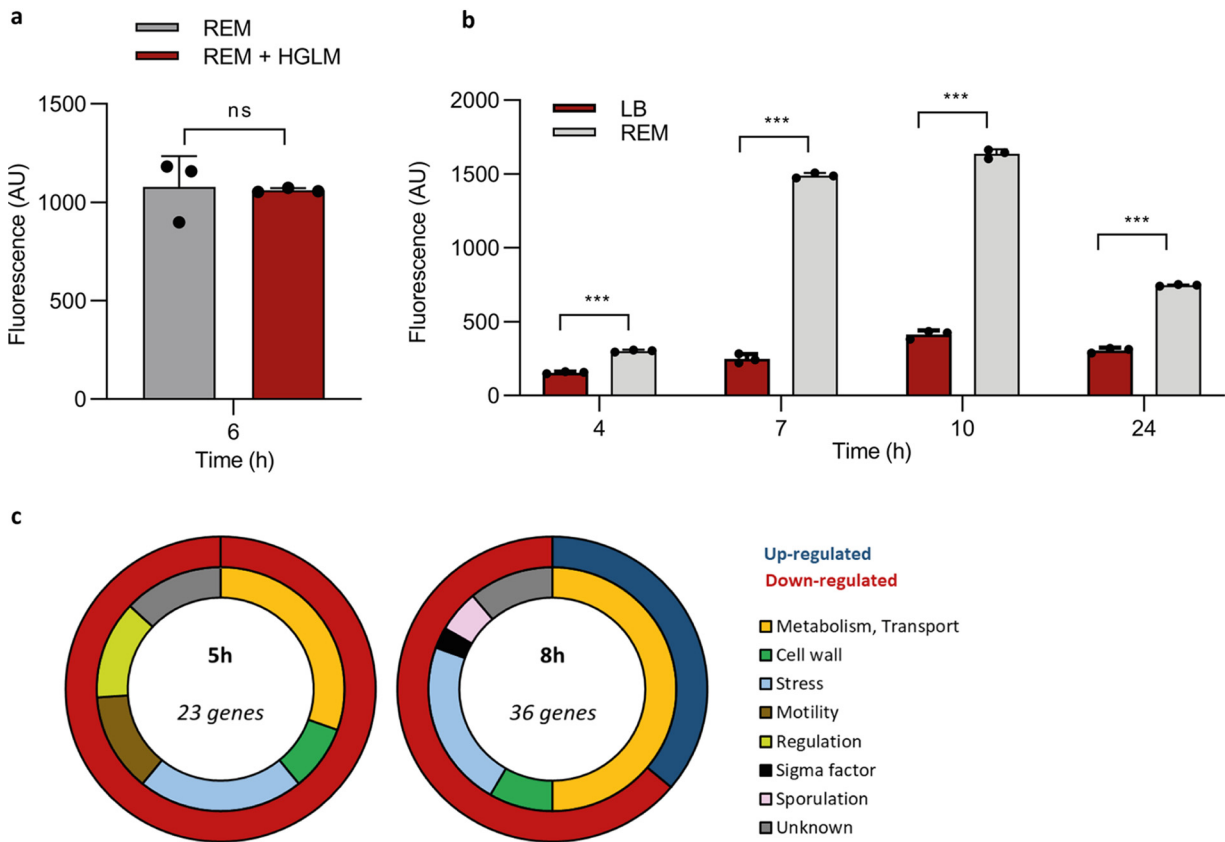 a
REM
REM + HGLM
1500
1000
500
0
Fluorescence (AU)
ns
6
Time (h)
b
LB
REM
2000
1500
1000
500
0
Fluorescence (AU)
***
***
***
***
4
7
10
24
Time (h)
c
5h
23 genes
8h
36 genes
Up-regulated
Down-regulated
Metabolism, Transport
Cell wall
Stress
Motility
Regulation
Sigma factor
Sporulation
Unknown